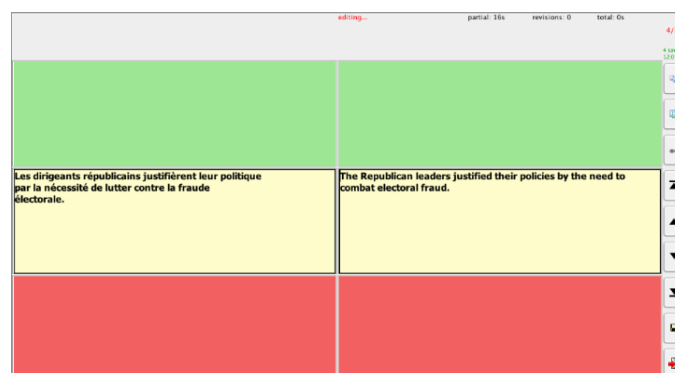 editing... partial: 16s revisions: 0 total: 0s
4/
Les dirigeants républicains justifièrent leur politique
par la nécessité de lutter contre la fraude
électorale.
The Republican leaders justified their policies by the need to
combat electoral fraud.